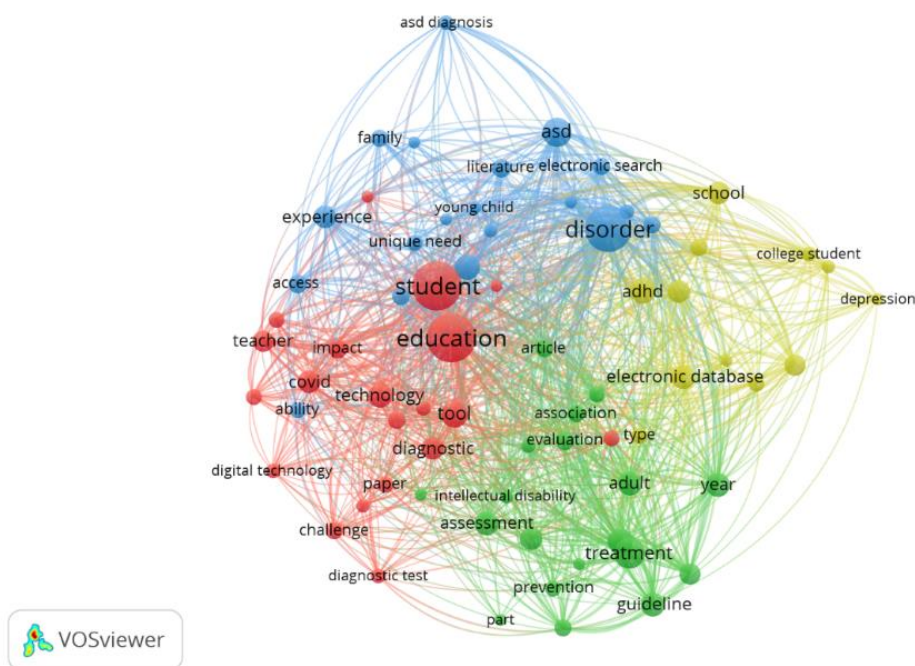 asd diagnosis
family
asd
literature
electronic search
school
young child
experience
disorder
unique need
college student
access
student
adhd
depression
teacher
impact
education
article
covid
technology
electronic database
ability
tool
association
diagnostic
evaluation
type
digital technology
paper
intellectual disability
adult
year
challenge
assessment
treatment
diagnostic test
prevention
guideline
part
VOSviewer